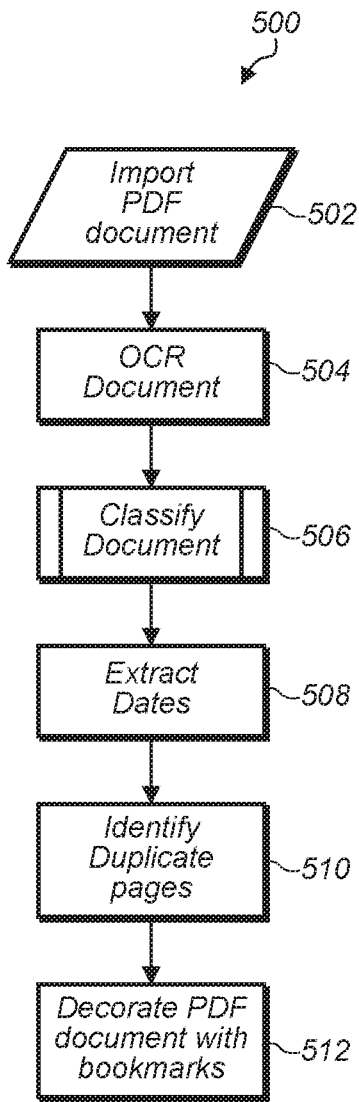 500
Import
PDF
document
502
OCR
Document
504
Classify
Document
506
Extract
Dates
508
Identify
Duplicate
pages
510
Decorate PDF
document with
bookmarks
512